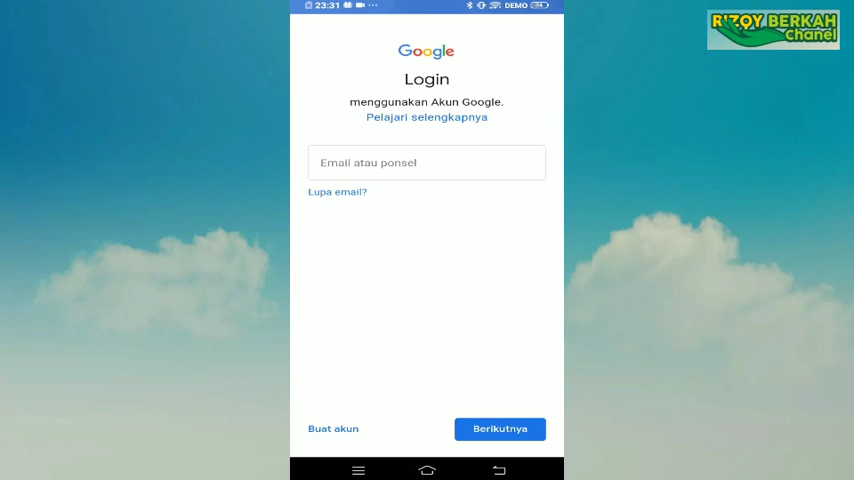 23:31
DEMO
54
RIZQY BERKAH
Chanel
Google
Login
menggunakan Akun Google.
Pelajari selengkapnya
Email atau ponsel
Lupa email?
Buat akun
Berikutnya